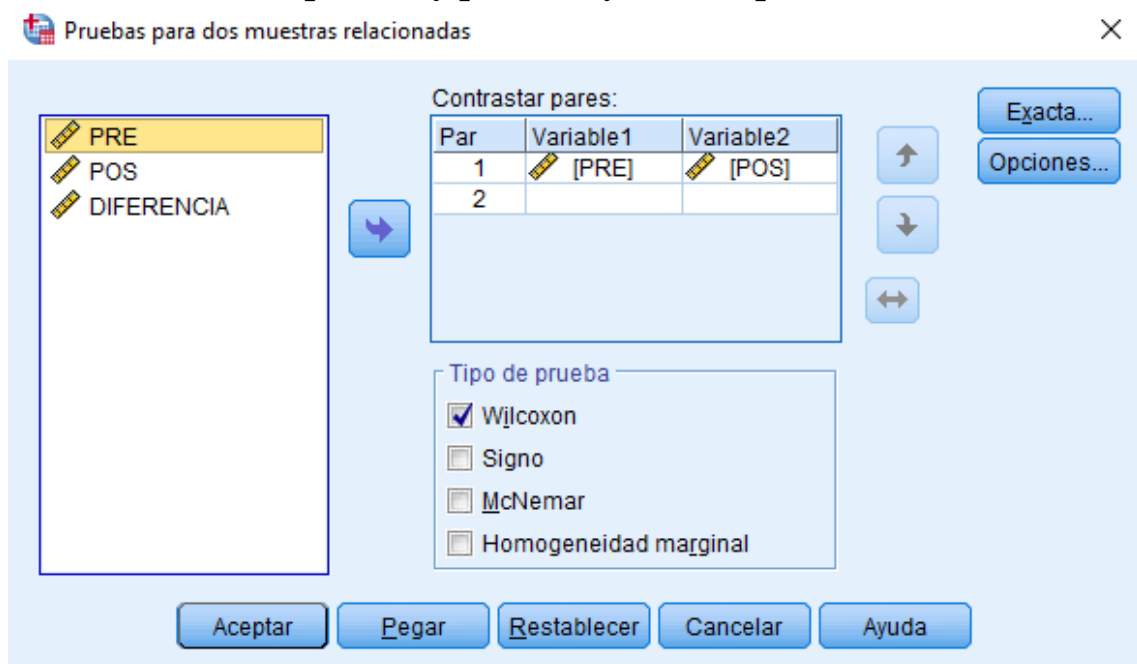 Pruebas para dos muestras relacionadas
PRE
POS
DIFERENCIA
Contrastar pares:
Par Variable1 Variable2
1 [PRE] [POS]
2
Exacta...
Opciones...
Tipo de prueba
Wilcoxon
Signo
McNemar
Homogeneidad marginal
Aceptar Pegar Restablecer Cancelar Ayuda